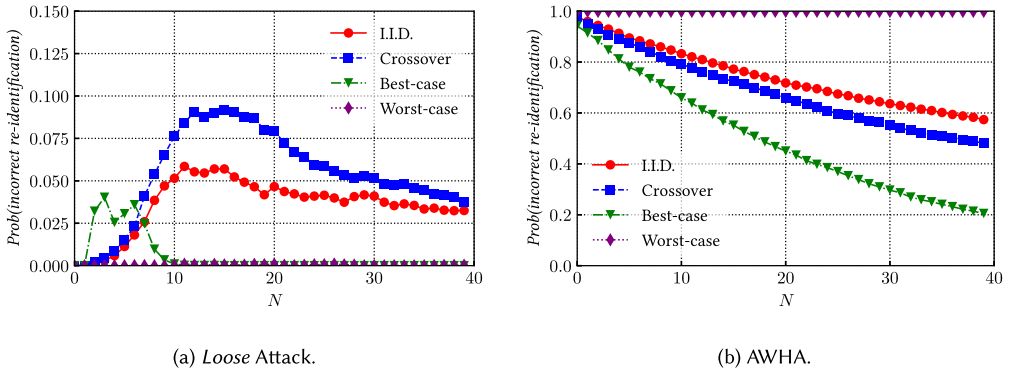 0.150
0.125
0.100
0.075
0.050
0.025
0.000
Prob(incorrect re-identification)
I.I.D.
Crossover
Best-case
Worst-case
0 10 20 30 40
N
(a) Loose Attack.
1.0
0.8
0.6
0.4
0.2
0.0
Prob(incorrect re-identification)
I.I.D.
Crossover
Best-case
Worst-case
0 10 20 30 40
N
(b) AWHA.